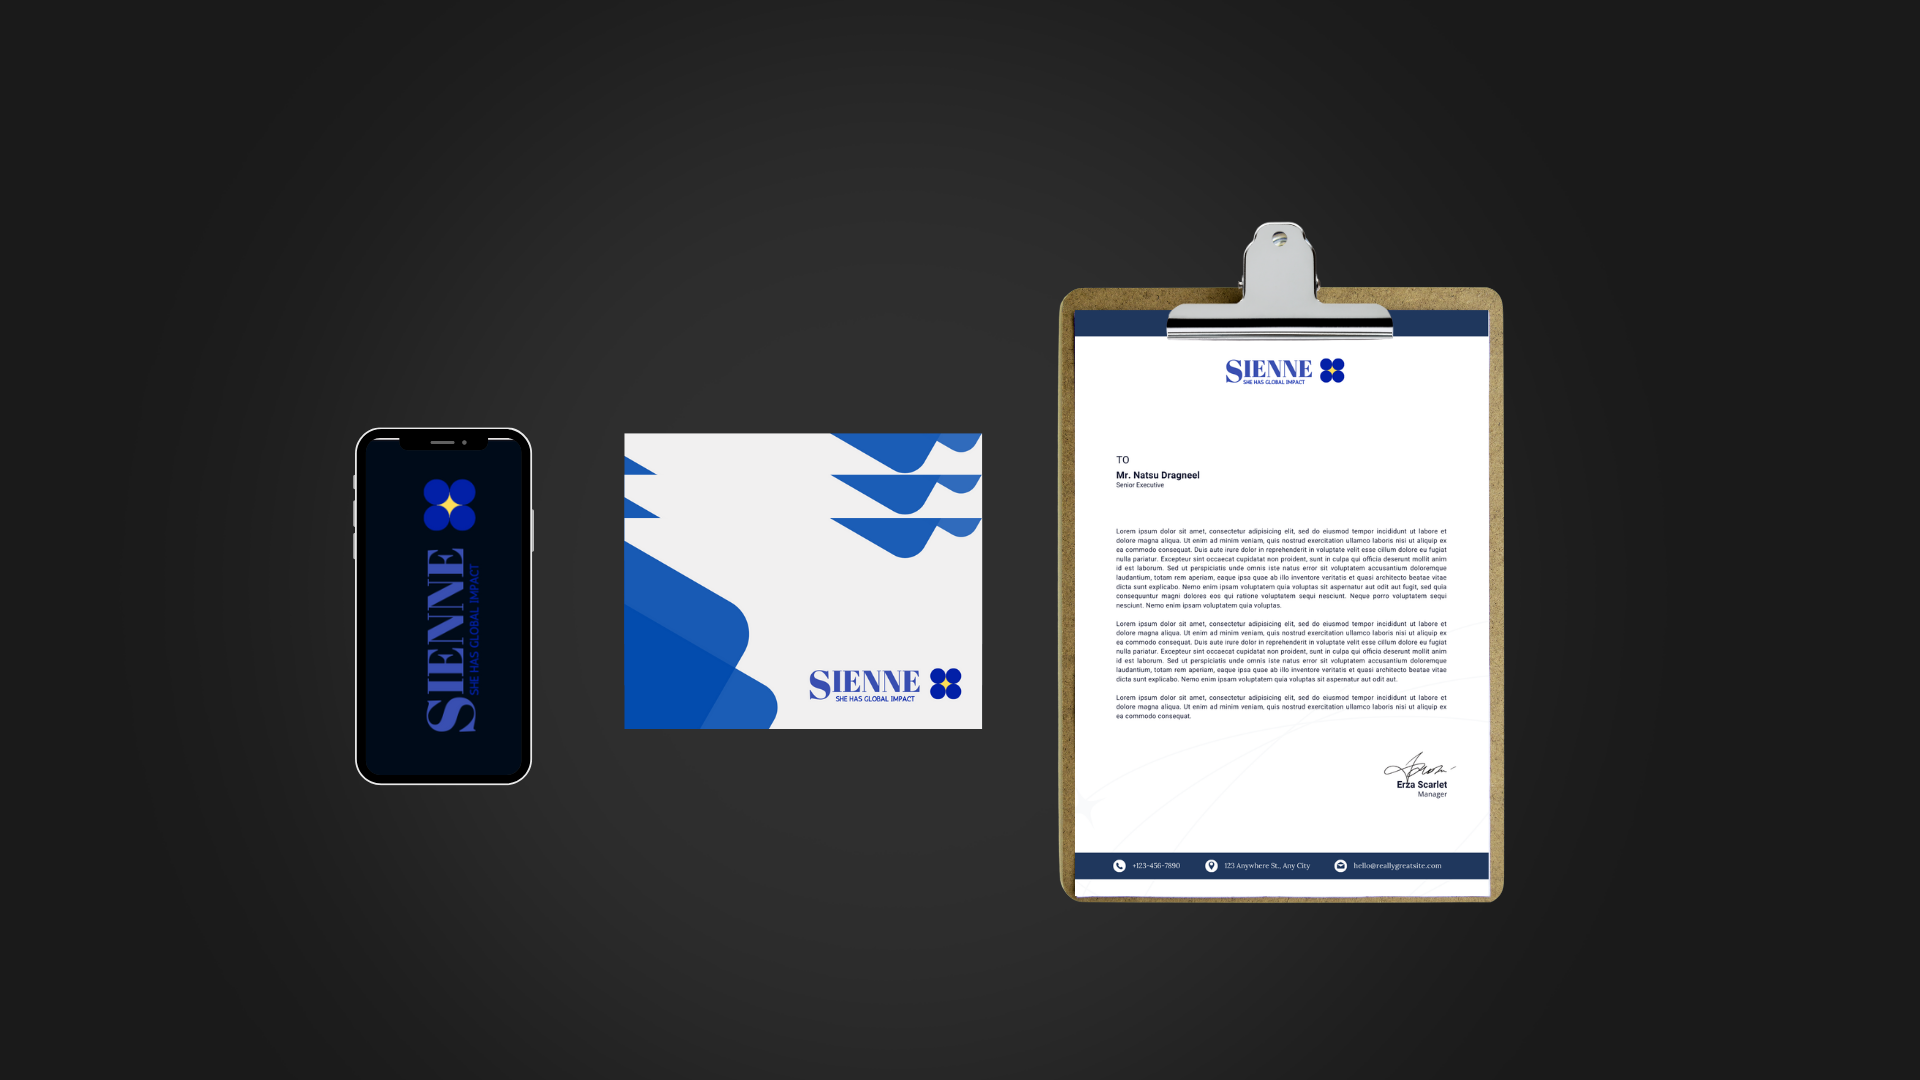 SIENNE
SHE HAS GLOBAL IMPACT
SIENNE
SHE HAS GLOBAL IMPACT
SIENNE
SHE HAS GLOBAL IMPACT
TO
Mr. Natsu Dragneel
Senior Executive
Lorem ipsum dolor sit amet, consectetur adipisicing elit, sed do eiusmod tempor incididunt ut labore et
dolore magna aliqua. Ut enim ad minim veniam, quis nostrud exercitation ullamco laboris nisi ut aliquip ex
ea commodo consequat. Duis aute irure dolor in reprehenderit in voluptate velit esse cillum dolore eu fugiat
nulla pariatur. Excepteur sint occaecat cupidatat non proident, sunt in culpa qui officia deserunt mollit anim
id est laborum. Sed ut perspiciatis unde omnis iste natus error sit voluptatem accusantium doloremque
laudantium, totam rem aperiam, eaque ipsa quae ab illo inventore veritatis et quasi architecto beatae vitae
dicta sunt explicabo. Nemo enim ipsam voluptatem quia voluptas sit aspernatur aut odit aut fugit, sed quia
consequuntur magni dolores eos qui ratione voluptatem sequi nesciunt. Neque porro voluptatem sequi
nesciunt. Nemo enim ipsam voluptatem quia voluptas.
Lorem ipsum dolor sit amet, consectetur adipisicing elit, sed do eiusmod tempor incididunt ut labore et
dolore magna aliqua. Ut enim ad minim veniam, quis nostrud exercitation ullamco laboris nisi ut aliquip ex
ea commodo consequat. Duis aute irure dolor in reprehenderit in voluptate velit esse cillum dolore eu fugiat
nulla pariatur. Excepteur sint occaecat cupidatat non proident, sunt in culpa qui officia deserunt mollit anim
id est laborum. Sed ut perspiciatis unde omnis iste natus error sit voluptatem accusantium doloremque
laudantium, totam rem aperiam, eaque ipsa quae ab illo inventore veritatis et quasi architecto beatae vitae
dicta sunt explicabo. Nemo enim ipsam voluptatem quia voluptas sit aspernatur aut odit aut.
Lorem ipsum dolor sit amet, consectetur adipisicing elit, sed do eiusmod tempor incididunt ut labore et
dolore magna aliqua. Ut enim ad minim veniam, quis nostrud exercitation ullamco laboris nisi ut aliquip ex
ea commodo consequat.
Erza Scarlet
Manager
+123-456-7890 123 Anywhere St., Any City hello@reallygreatsite.com